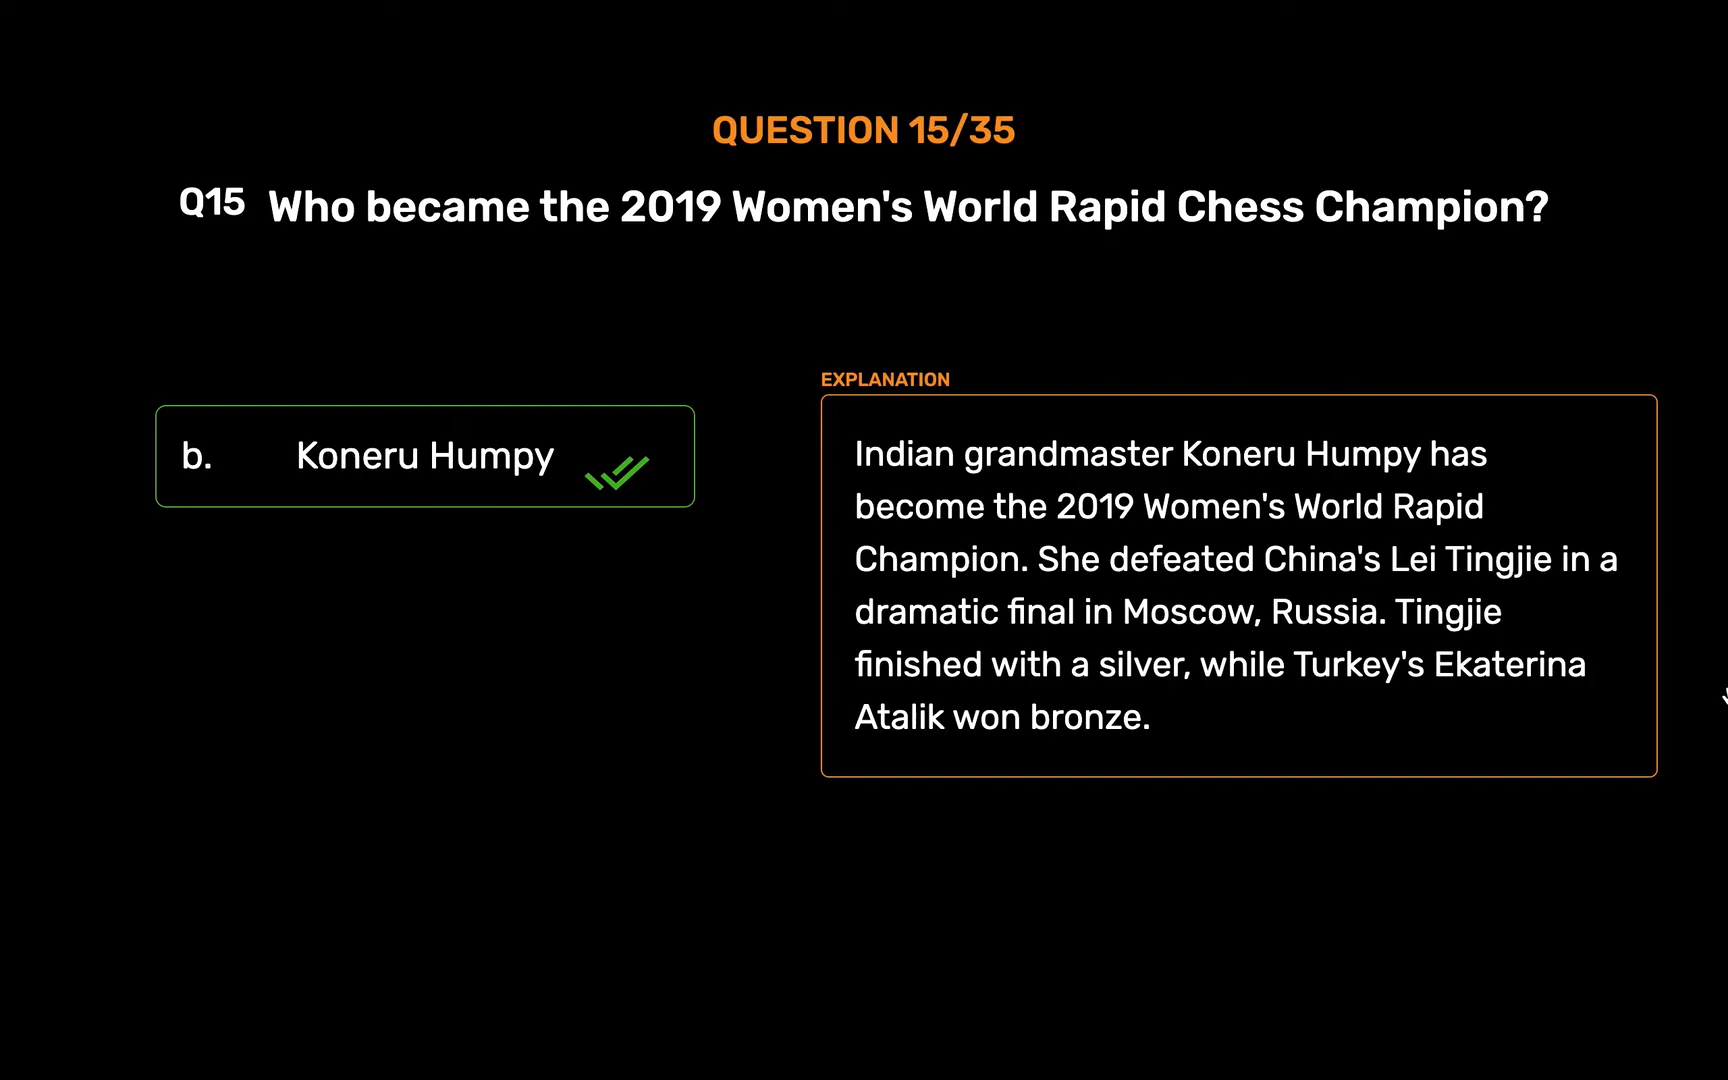 QUESTION 15/35
Q15 Who became the 2019 Women's World Rapid Chess Champion?
b. Koneru Humpy
EXPLANATION
Indian grandmaster Koneru Humpy has
become the 2019 Women's World Rapid
Champion. She defeated China's Lei Tingjie in a
dramatic final in Moscow, Russia. Tingjie
finished with a silver, while Turkey's Ekaterina
Atalik won bronze.